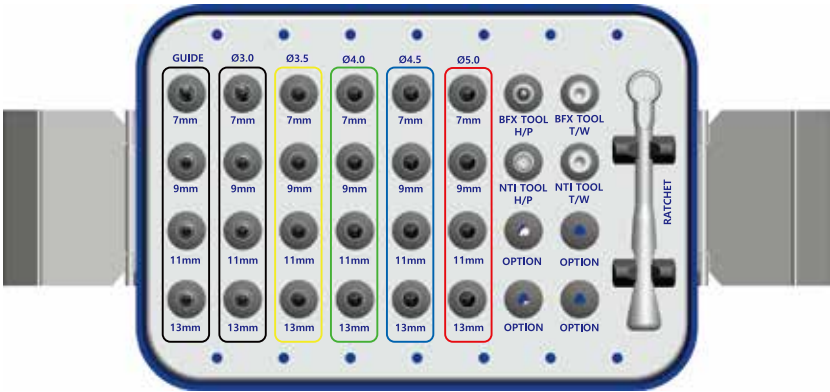 GUIDE Ø3.0 Ø3.5 Ø4.0 Ø4.5 Ø5.0
7mm 7mm 7mm 7mm 7mm 7mm BFX TOOL H/P BFX TOOL T/W
9mm 9mm 9mm 9mm 9mm 9mm NTI TOOL H/P NTI TOOL T/W
RATCHET
11mm 11mm 11mm 11mm 11mm 11mm OPTION OPTION
13mm 13mm 13mm 13mm 13mm 13mm OPTION OPTION